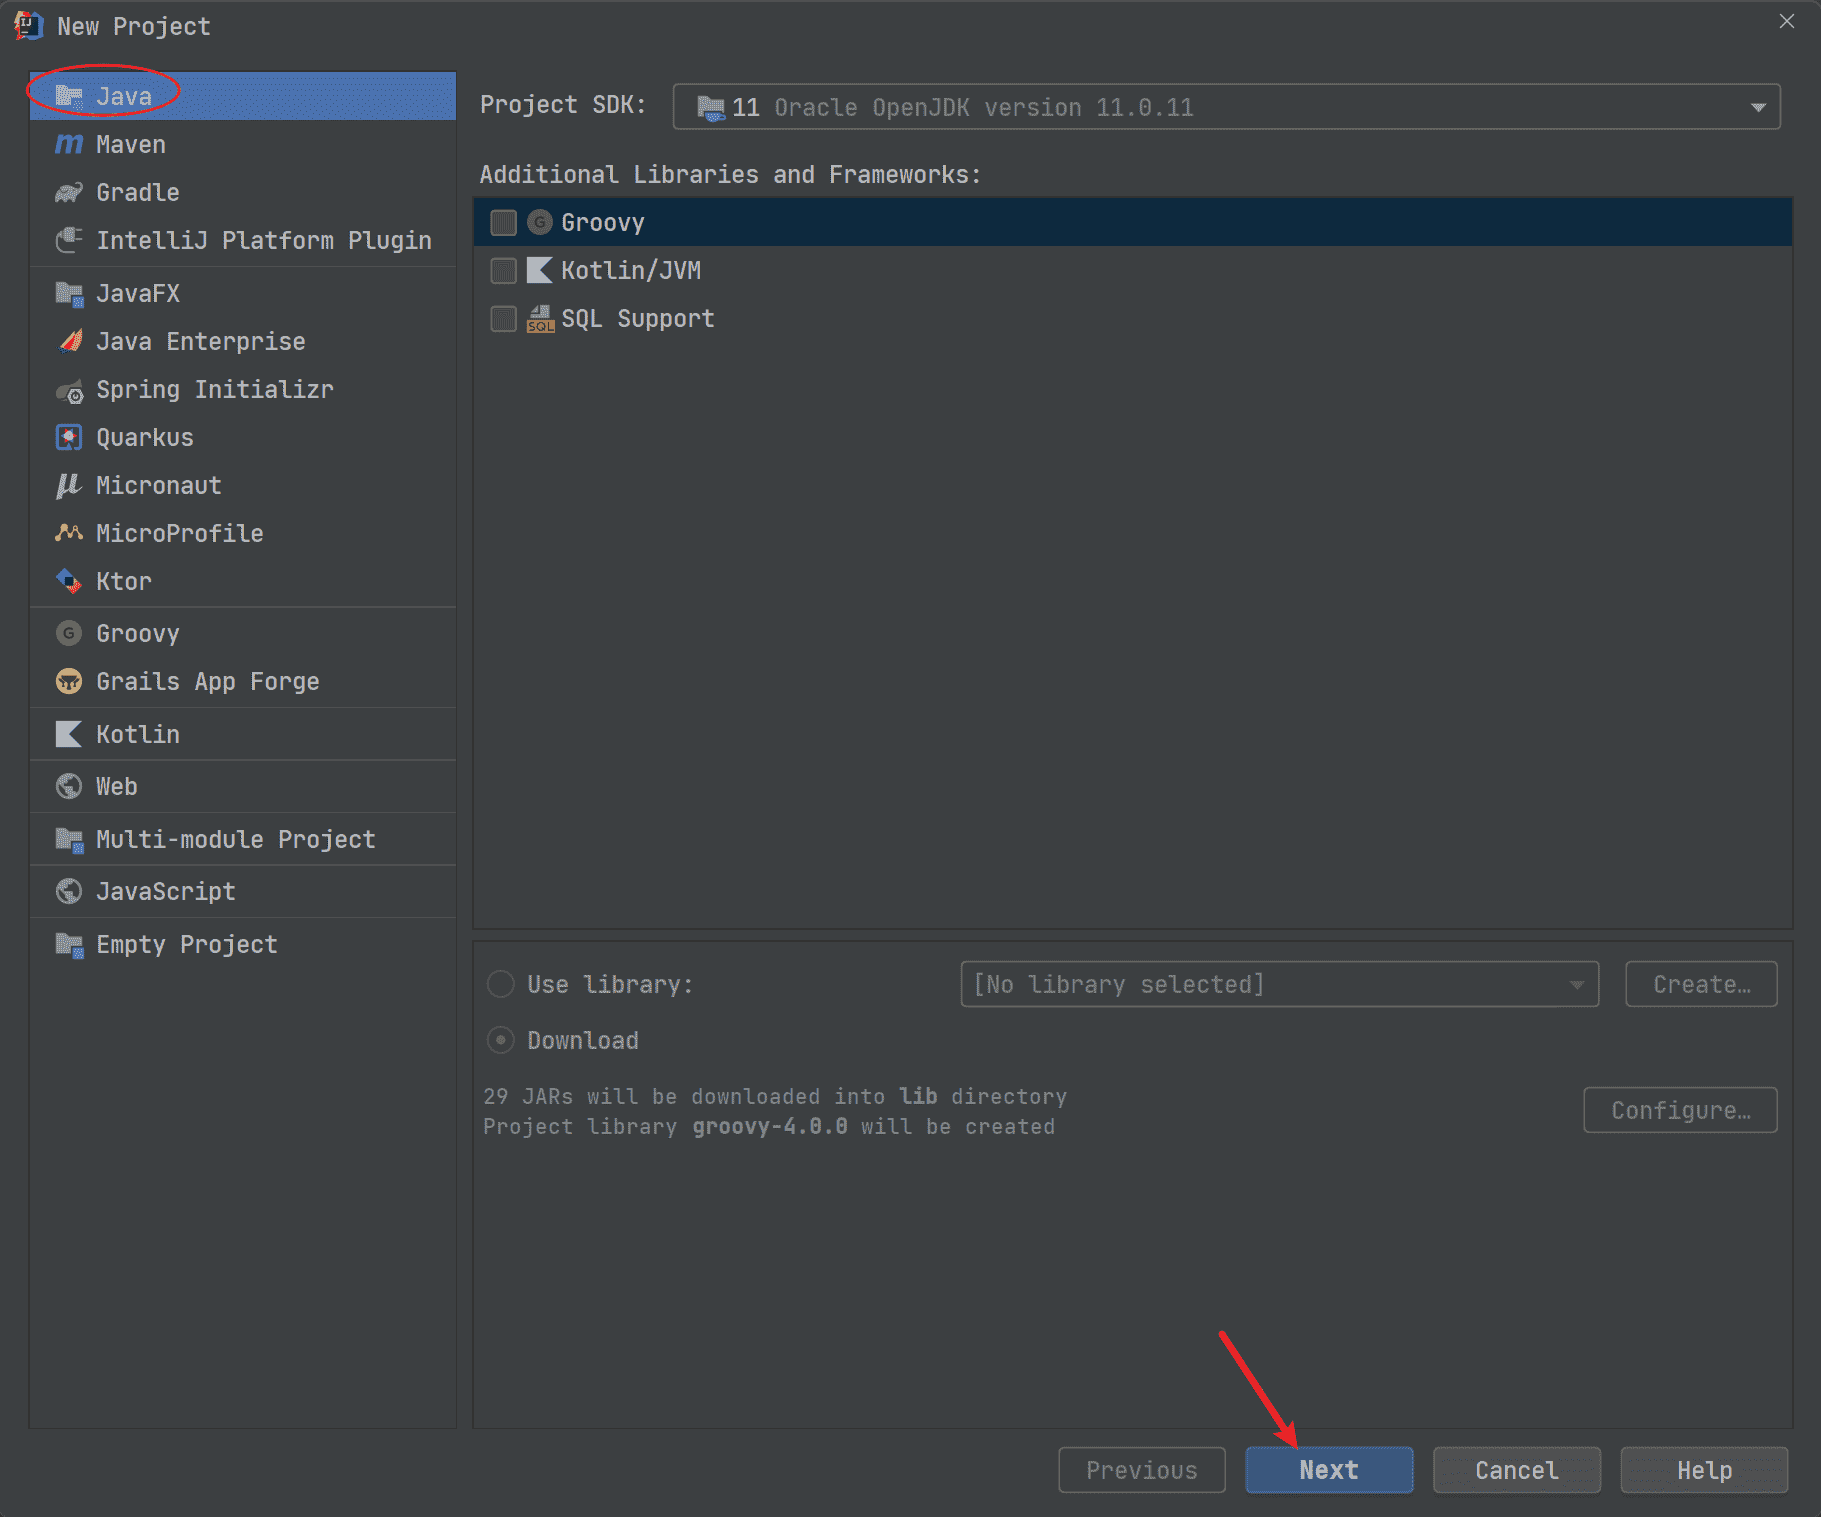 New Project
Java
Maven
Gradle
IntelliJ Platform Plugin
JavaFX
Java Enterprise
Spring Initializr
Quarkus
Micronaut
MicroProfile
Ktor
Groovy
Grails App Forge
Kotlin
Web
Multi-module Project
JavaScript
Empty Project
Project SDK: 11 Oracle OpenJDK version 11.0.11
Additional Libraries and Frameworks:
Groovy
Kotlin/JVM
SQL Support
Use library: [No library selected] Create…
Download
29 JARs will be downloaded into lib directory
Project library groovy-4.0.0 will be created
Configure…
Previous Next Cancel Help